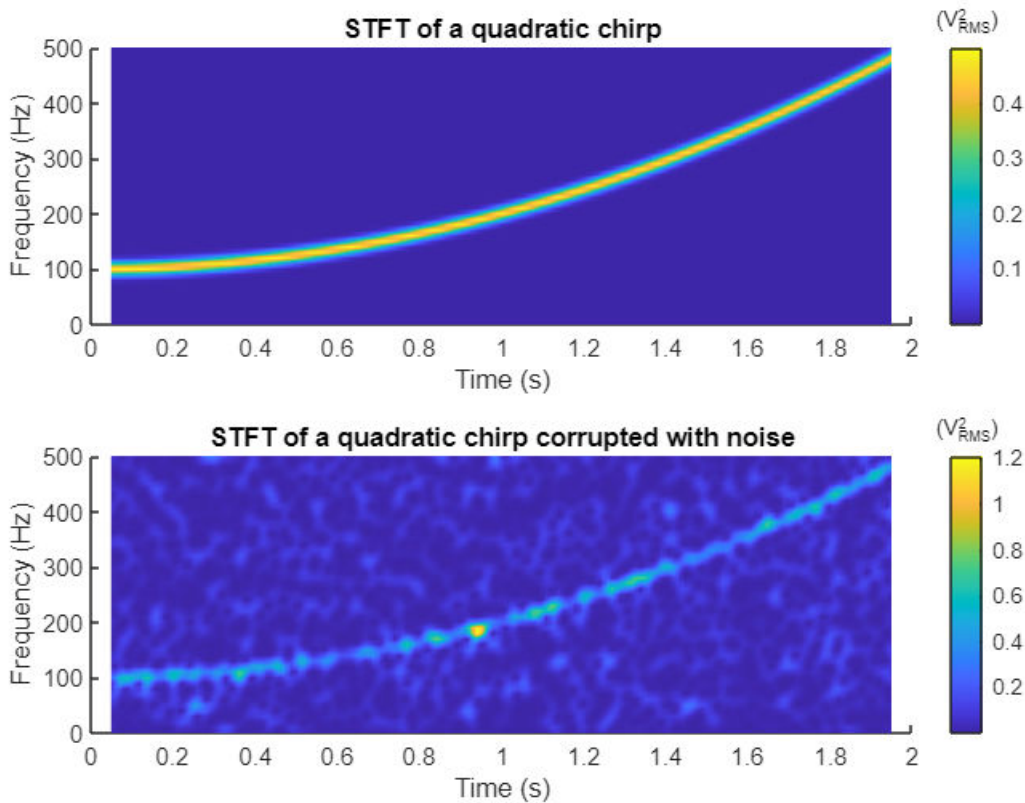 STFT of a quadratic chirp
(V²RMS)
500
400
300
200
100
0
Frequency (Hz)
0 0.2 0.4 0.6 0.8 1 1.2 1.4 1.6 1.8 2
Time (s)
0.4
0.3
0.2
0.1
STFT of a quadratic chirp corrupted with noise
(V²RMS)
500
400
300
200
100
0
Frequency (Hz)
0 0.2 0.4 0.6 0.8 1 1.2 1.4 1.6 1.8 2
Time (s)
1.2
1
0.8
0.6
0.4
0.2